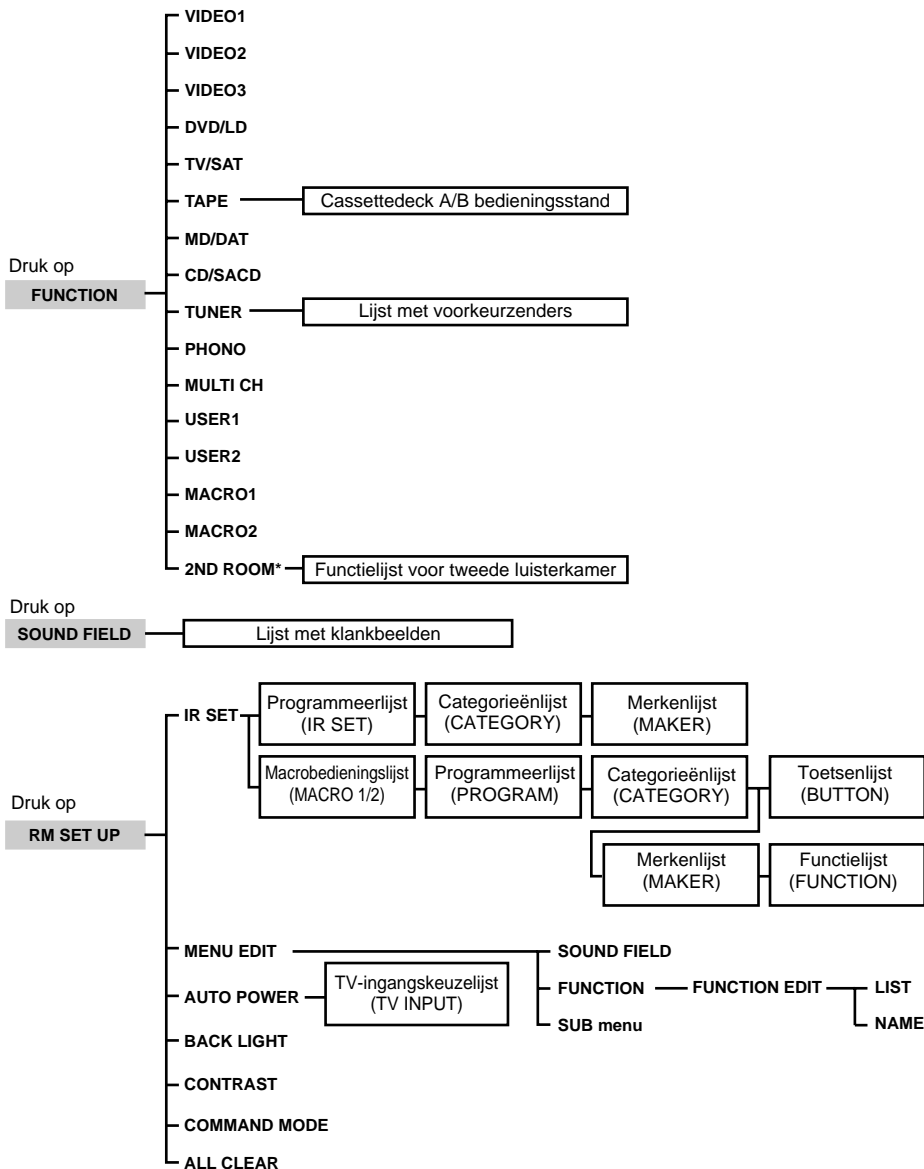 VIDEO1
VIDEO2
VIDEO3
DVD/LD
TV/SAT
TAPE
Cassettedeck A/B bedieningsstand
MD/DAT
Druk op
FUNCTION
CD/SACD
TUNER
Lijst met voorkeurzenders
PHONO
MULTI CH
USER1
USER2
MACRO1
MACRO2
2ND ROOM*
Functielijst voor tweede luisterkamer
Druk op
SOUND FIELD
Lijst met klankbeelden
Druk op
RM SET UP
IR SET
Programmeerlijst
(IR SET)
Categorieënlijst
(CATEGORY)
Merkenlijst
(MAKER)
Macrobedieningslijst
(MACRO 1/2)
Programmeerlijst
(PROGRAM)
Categorieënlijst
(CATEGORY)
Toetsenlijst
(BUTTON)
Merkenlijst
(MAKER)
Functielijst
(FUNCTION)
MENU EDIT
SOUND FIELD
FUNCTION
FUNCTION EDIT
LIST
NAME
SUB menu
AUTO POWER
TV-ingangskeuzelijst
(TV INPUT)
BACK LIGHT
CONTRAST
COMMAND MODE
ALL CLEAR